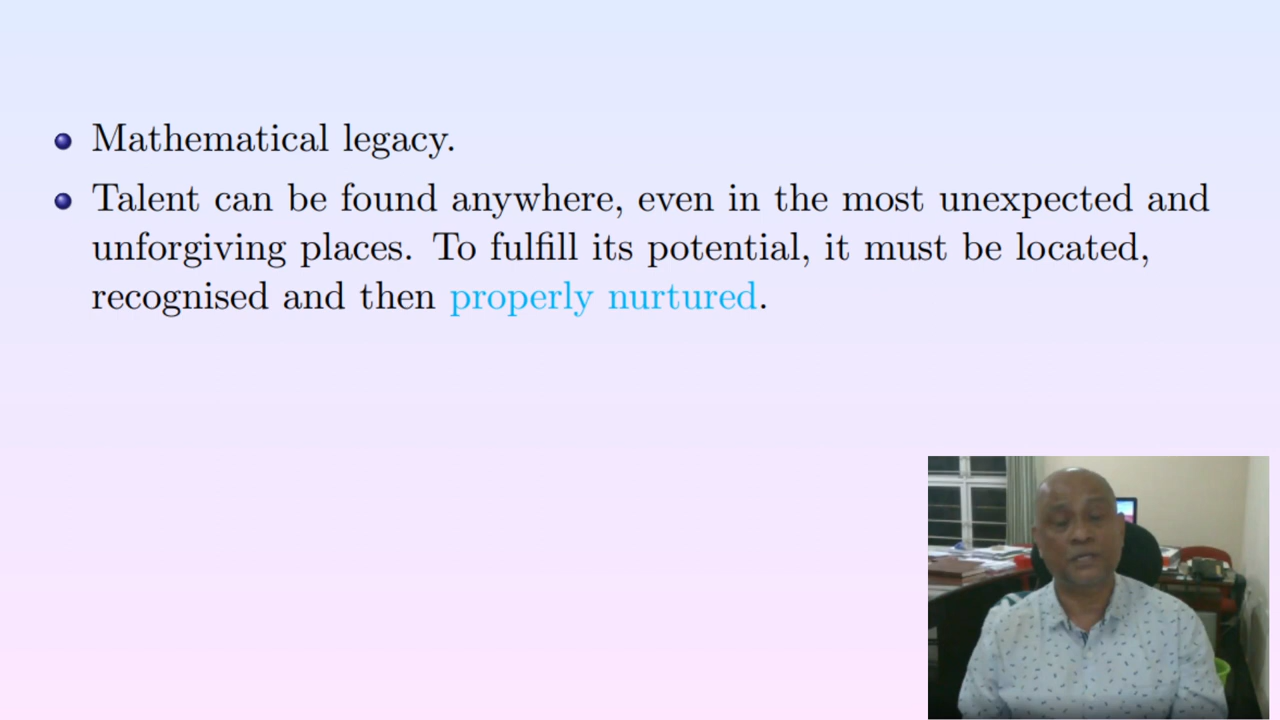 Mathematical legacy.
Talent can be found anywhere, even in the most unexpected and
unforgiving places. To fulfill its potential, it must be located,
recognised and then properly nurtured.